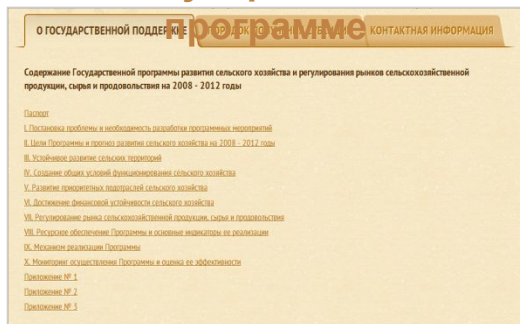 программе
О ГОСУДАРСТВЕННОЙ ПОДДЕРЖКЕ
КОНТАКТНАЯ ИНФОРМАЦИЯ
Содержание Государственной программы развития сельского хозяйства и регулирования рынков сельскохозяйственной
продукции, сырья и продовольствия на 2008 - 2012 годы
Паспорт
I. Постановка проблемы и необходимость разработки программных мероприятий
II. Цели Программы и прогноз развития сельского хозяйства на 2008 - 2012 годы
III. Устойчивое развитие сельских территорий
IV. Создание общих условий функционирования сельского хозяйства
V. Развитие приоритетных подотраслей сельского хозяйства
VI. Достижение финансовой устойчивости сельского хозяйства
VII. Регулирование рынка сельскохозяйственной продукции, сырья и продовольствия
VIII. Ресурсное обеспечение Программы и основные индикаторы ее реализации
IX. Механизм реализации Программы
X. Мониторинг осуществления Программы и оценка ее эффективности
Приложение № 1
Приложение № 2
Приложение № 3